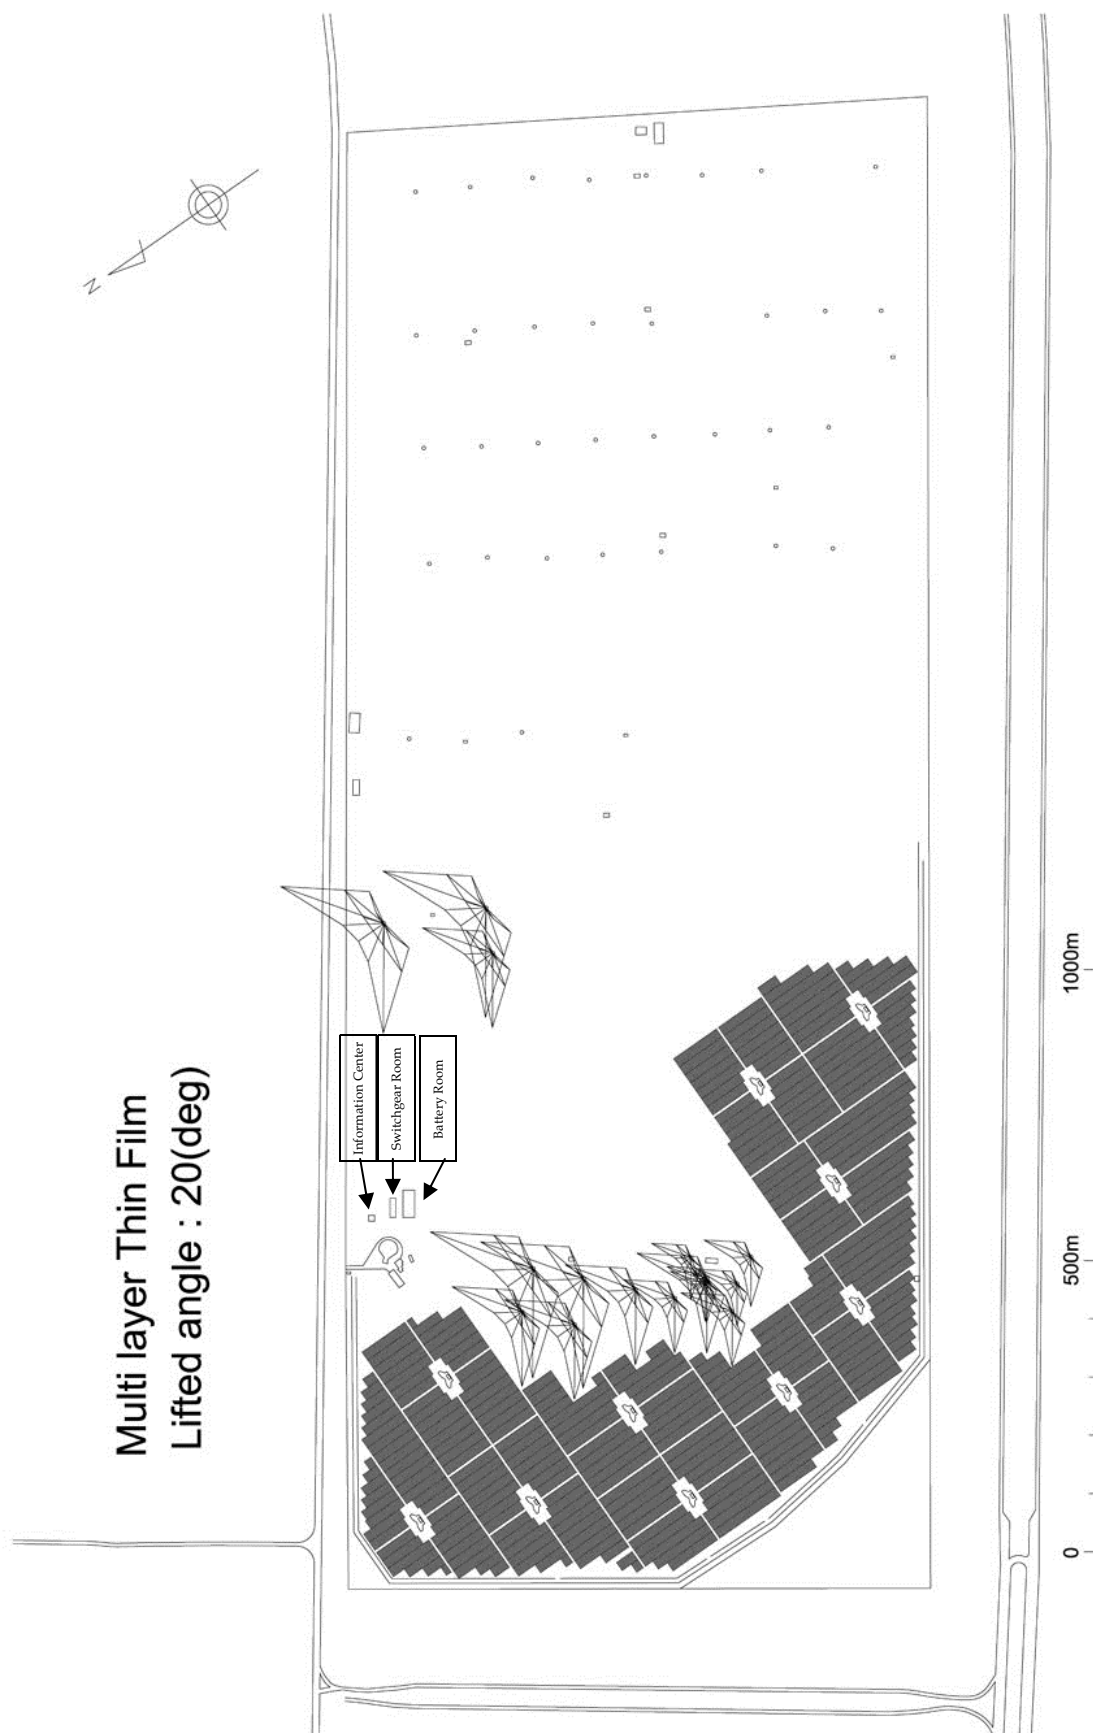 Multi layer Thin Film
Lifted angle : 20(deg)
N
Information Center
Switchgear Room
Battery Room
0
500m
1000m